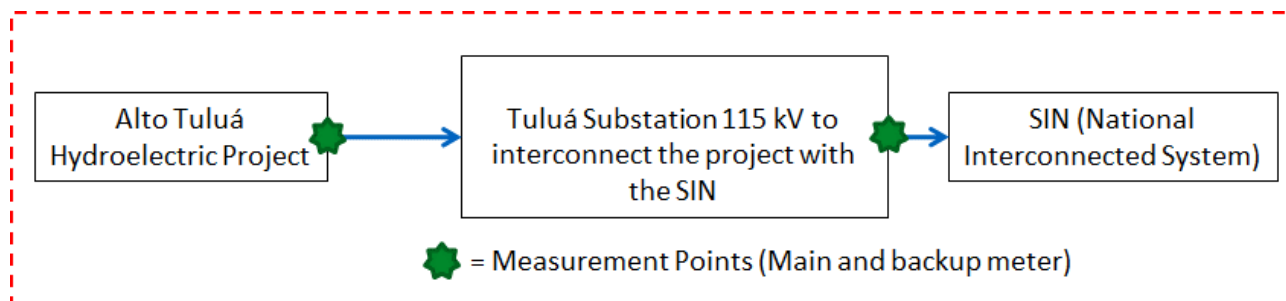 Alto Tuluá
Hydroelectric Project
Tuluá Substation 115 kV to
interconnect the project with
the SIN
SIN (National
Interconnected System)
= Measurement Points (Main and backup meter)